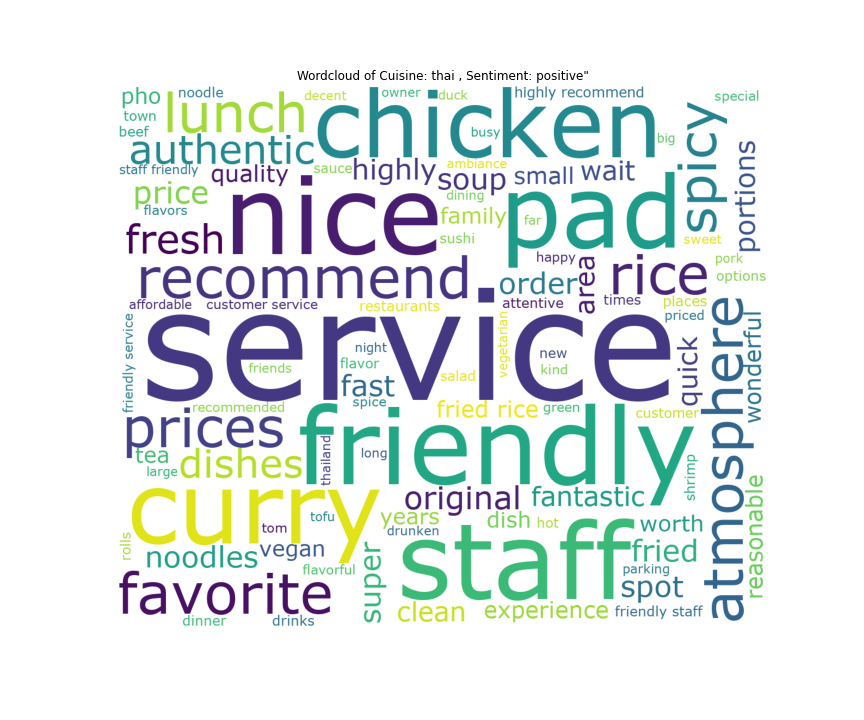 Wordcloud of Cuisine: thai , Sentiment: positive"
pho
noodle
lunch
decent
owner
duck
highly recommend
special
town
beef
authentic
chicken
busy
big
spicy
staff friendly
quality
sauce
highly
ambiance
soup
small
wait
portions
price
flavors
nice
dining
family
far
pad
sushi
sweet
fresh
recommend
happy
order
area
rice
pork
options
affordable
customer service
restaurants
attentive
times
places
priced
service
friendly service
night
friends
flavor
fast
spice
salad
vegetarian
new
kind
quick
atmosphere
wonderful
recommended
fried rice
green
customer
prices
friendly
tea
large
dishes
thailand
long
shrimp
curry
original
fantastic
reasonable
years
tofu
tom
drunken
dish
hot
worth
rolls
noodles
vegan
flavorful
super
staff
fried
parking
spot
favorite
clean
experience
friendly staff
dinner
drinks